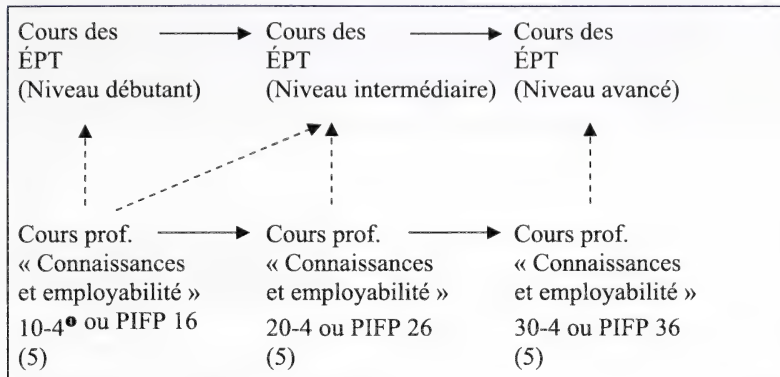 Cours des
ÉPT
(Niveau débutant)
Cours des
ÉPT
(Niveau intermédiaire)
Cours des
ÉPT
(Niveau avancé)
Cours prof.
« Connaissances
et employabilité »
10-4❶ ou PIFP 16
(5)
Cours prof.
« Connaissances
et employabilité »
20-4 ou PIFP 26
(5)
Cours prof.
« Connaissances
et employabilité »
30-4 ou PIFP 36
(5)